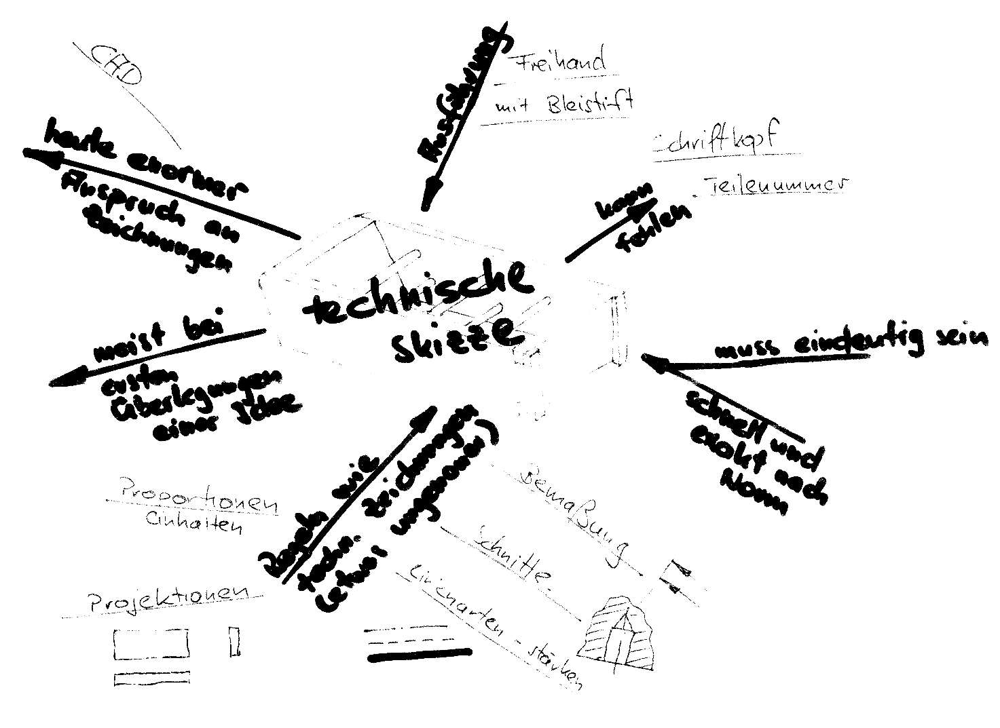 CAD
heute enormer
Anspruch an
Zeichnungen
Ausführung
Freihand
mit Bleistift
Schriftkopf
Teilenummer
kann
fehlen
technische
Skizze
meist bei
ersten
Überlegungen
einer Idee
muss eindeutig sein
schnell und
exakt nach
Norm
Regeln wie
techn. Zeichnungen
(etwas ungenauer)
Proportionen
Einhalten
Projektionen
Bemaßung
Schnitte
Linienarten - stärken